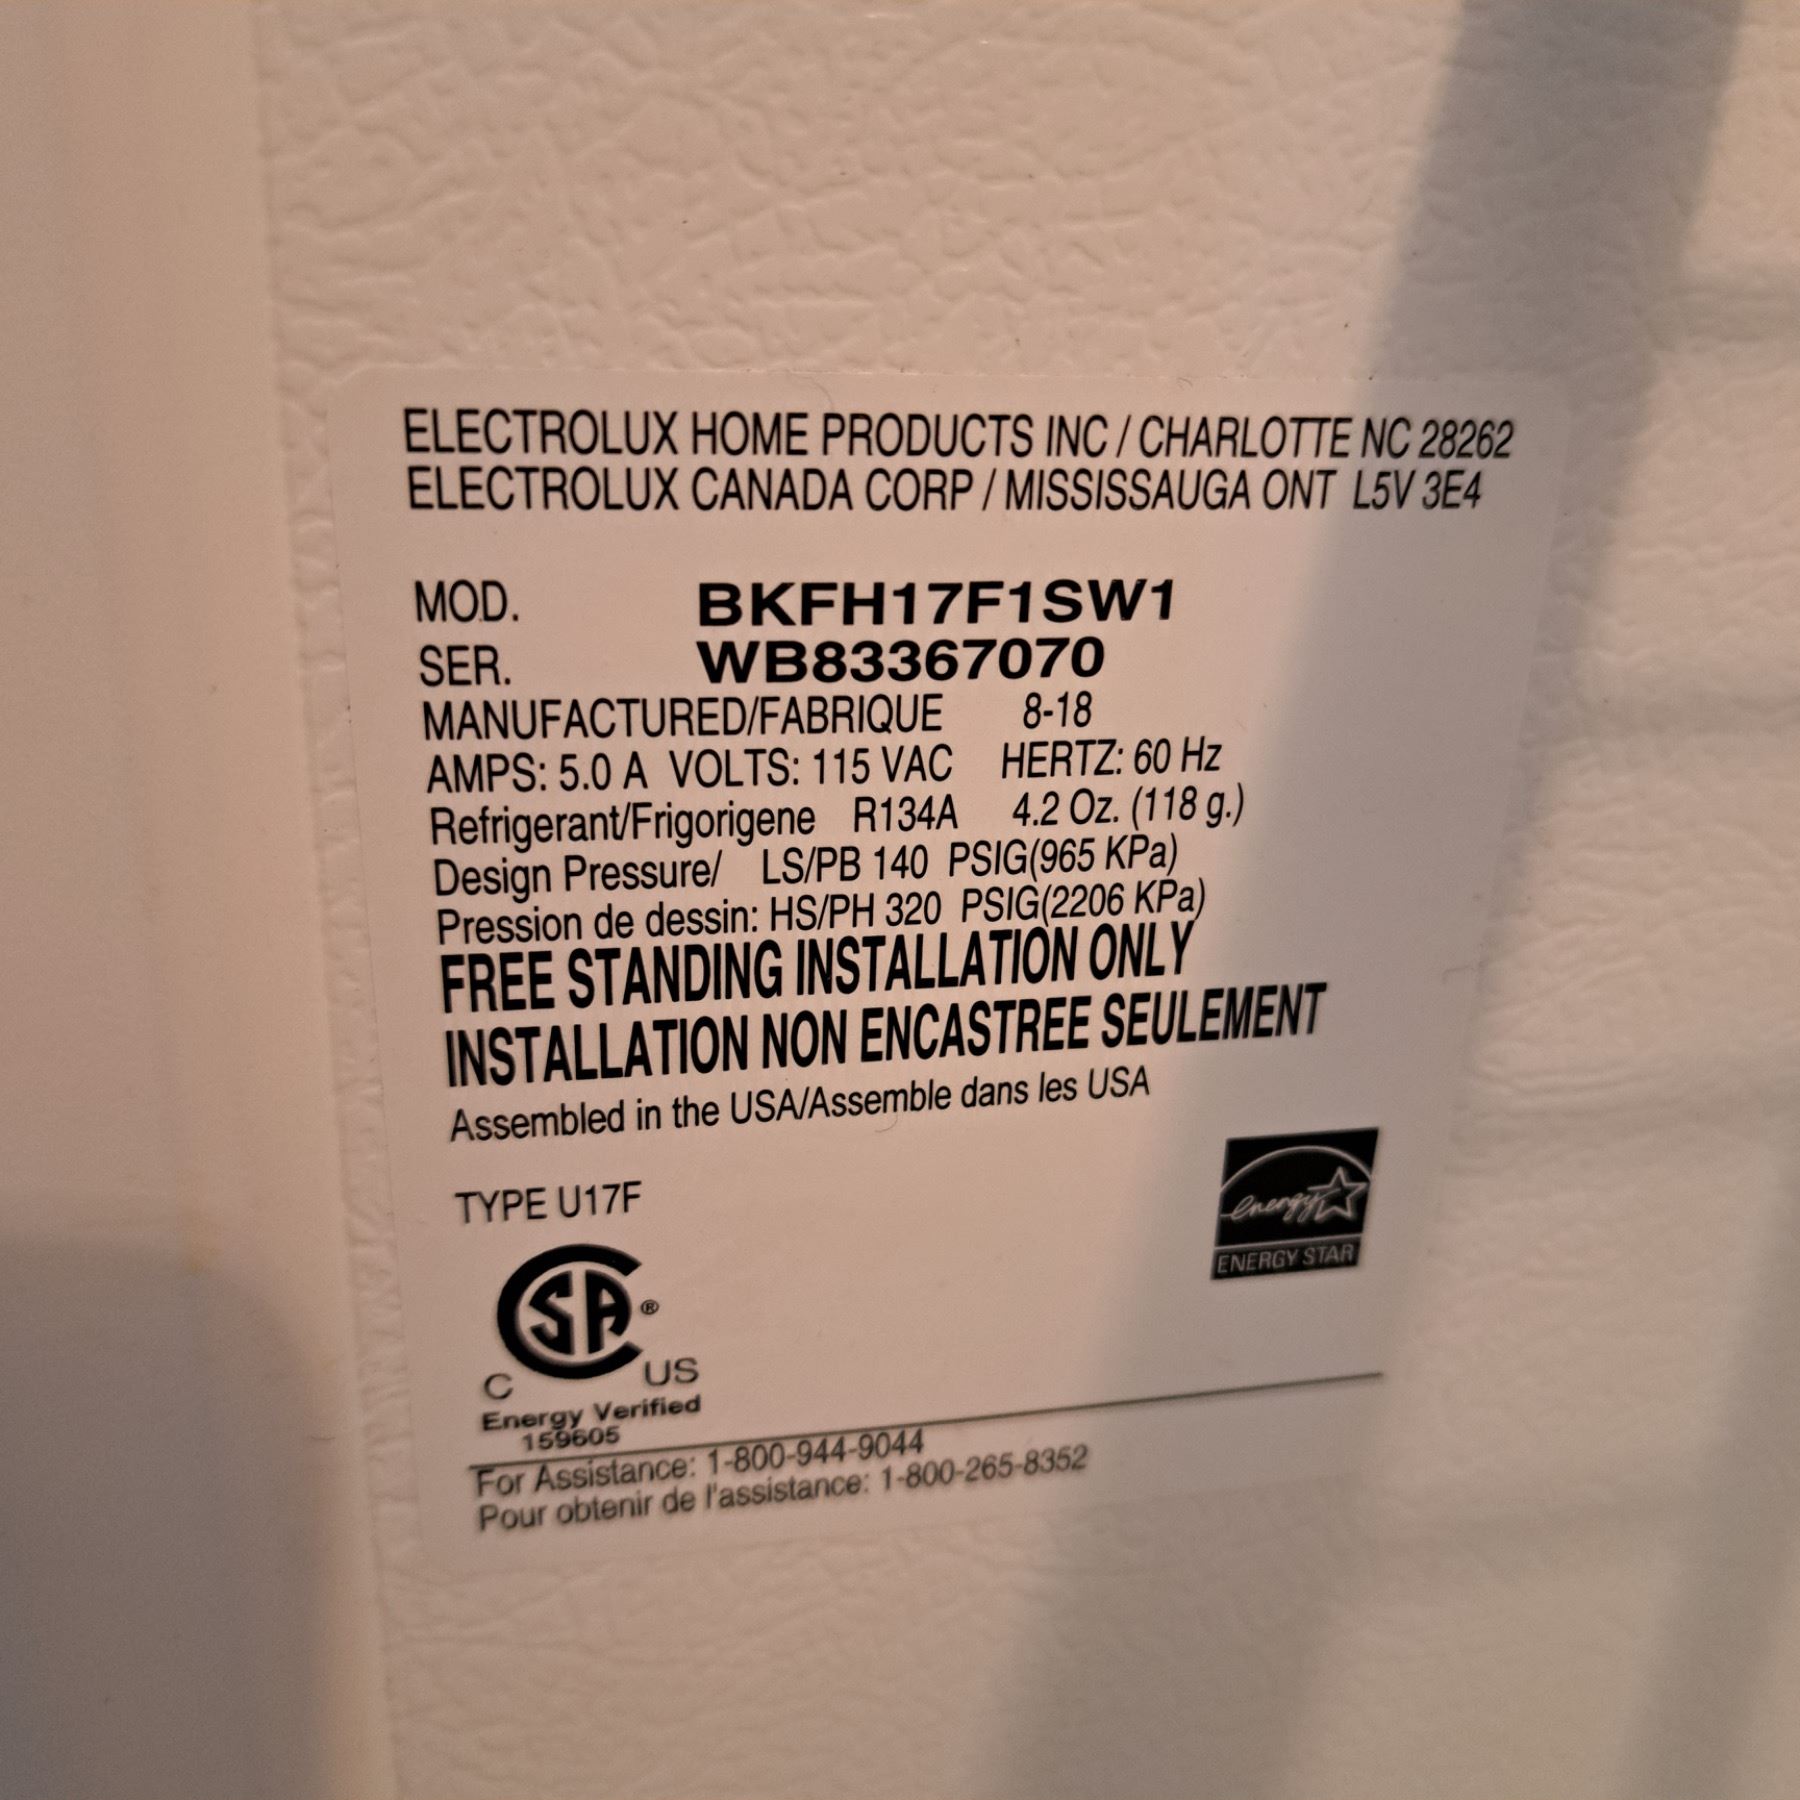 ELECTROLUX HOME PRODUCTS INC / CHARLOTTE NC 28262
ELECTROLUX CANADA CORP / MISSISSAUGA ONT L5V 3E4
MOD. BKFH17F1SW1
SER. WB83367070
MANUFACTURED/FABRIQUE 8-18
AMPS: 5.0 A VOLTS: 115 VAC HERTZ: 60 Hz
Refrigerant/Frigorigene R134A 4.2 Oz. (118 g.)
Design Pressure/ LS/PB 140 PSIG(965 KPa)
Pression de dessin: HS/PH 320 PSIG(2206 KPa)
FREE STANDING INSTALLATION ONLY
INSTALLATION NON ENCASTREE SEULEMENT
Assembled in the USA/Assemble dans les USA
TYPE U17F
energy
ENERGY STAR
CSA®
C US
Energy Verified
159605
For Assistance: 1-800-944-9044
Pour obtenir de l'assistance: 1-800-265-8352